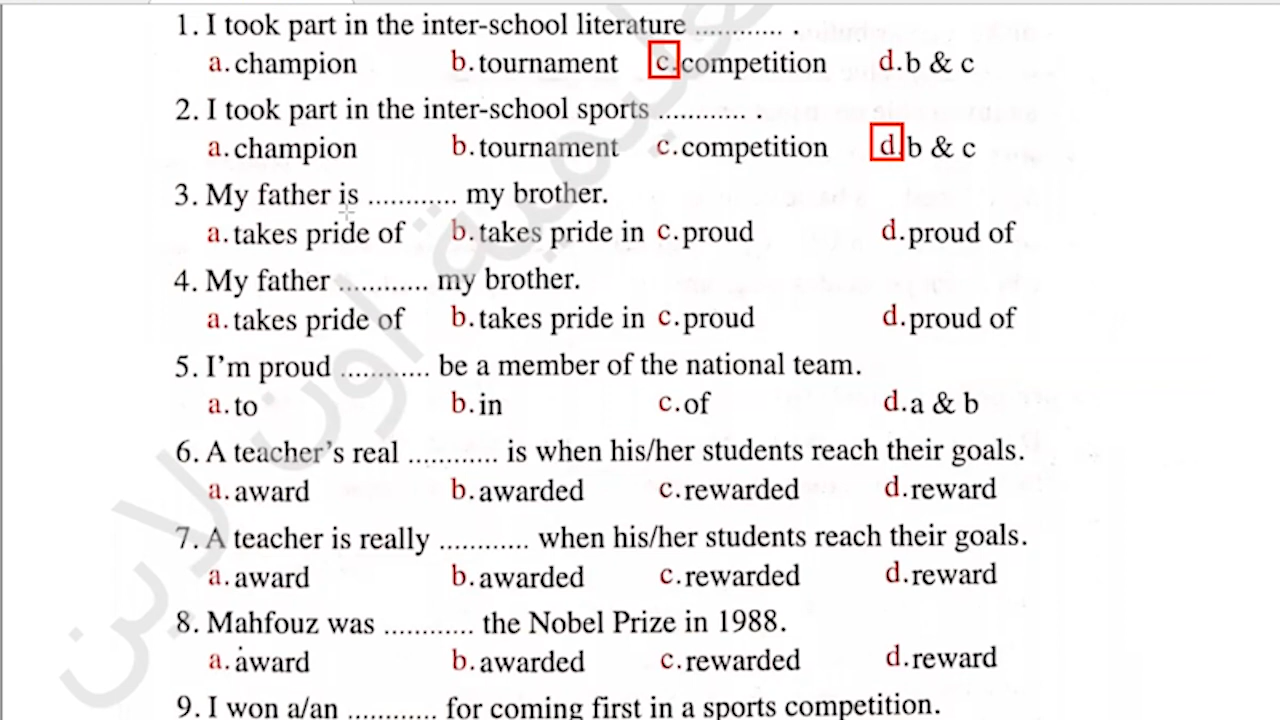 1. I took part in the inter-school literature ............ .
a. champion b. tournament c. competition d. b & c
2. I took part in the inter-school sports ............ .
a. champion b. tournament c. competition d. b & c
3. My father is ............ my brother.
a. takes pride of b. takes pride in c. proud d. proud of
4. My father ............ my brother.
a. takes pride of b. takes pride in c. proud d. proud of
5. I'm proud ............ be a member of the national team.
a. to b. in c. of d. a & b
6. A teacher's real ............ is when his/her students reach their goals.
a. award b. awarded c. rewarded d. reward
7. A teacher is really ............ when his/her students reach their goals.
a. award b. awarded c. rewarded d. reward
8. Mahfouz was ............ the Nobel Prize in 1988.
a. award b. awarded c. rewarded d. reward
9. I won a/an ............ for coming first in a sports competition.
اون لاين